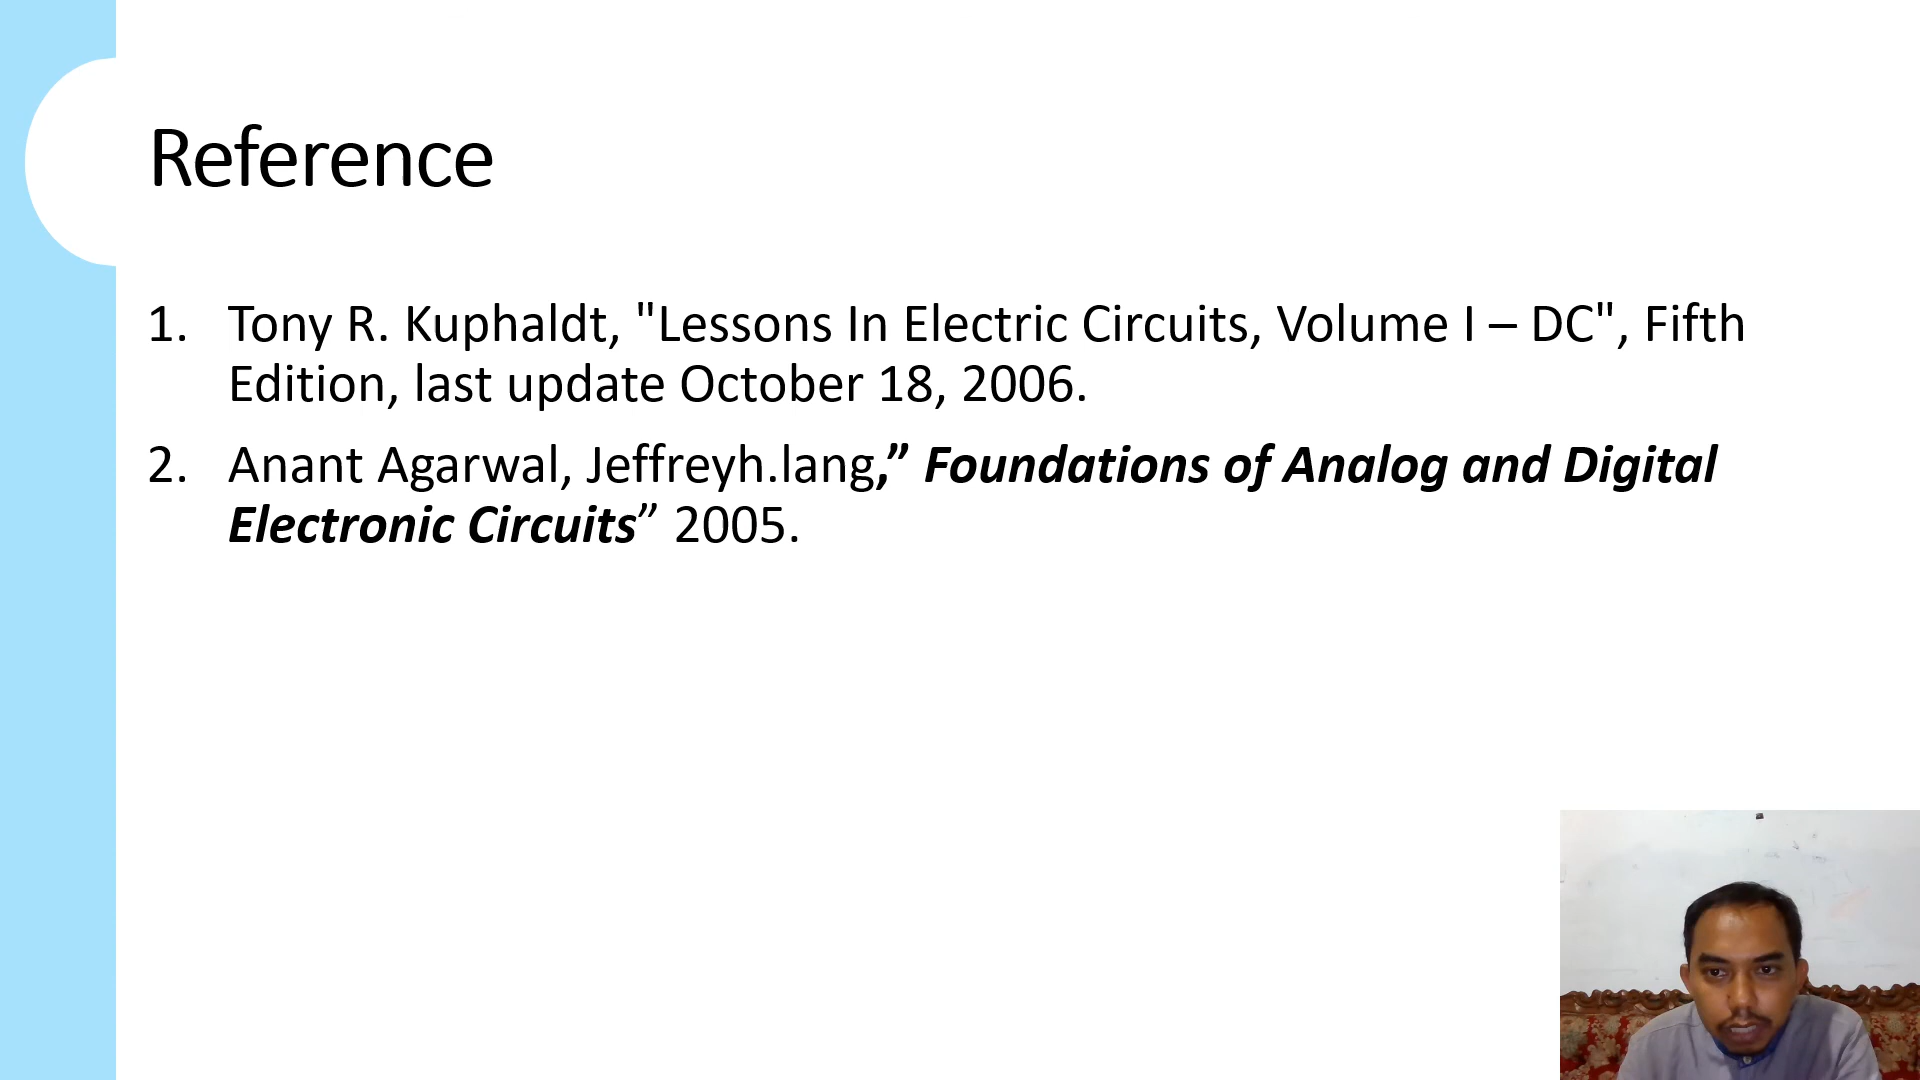 Reference
1. Tony R. Kuphaldt, "Lessons In Electric Circuits, Volume I – DC", Fifth
Edition, last update October 18, 2006.
2. Anant Agarwal, Jeffreyh.lang,” Foundations of Analog and Digital
Electronic Circuits” 2005.